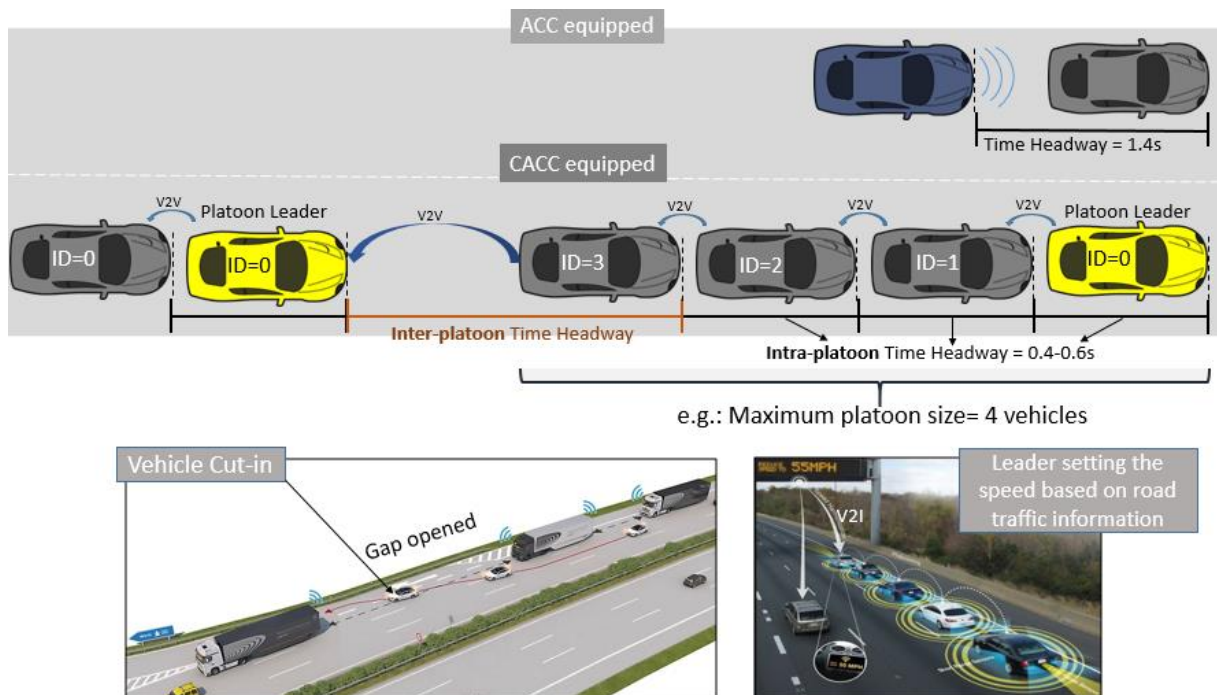 ACC equipped
Time Headway = 1.4s
CACC equipped
V2V
Platoon Leader
V2V
V2V
V2V
V2V
Platoon Leader
ID=0
ID=0
ID=3
ID=2
ID=1
ID=0
Inter-platoon Time Headway
Intra-platoon Time Headway = 0.4-0.6s
e.g.: Maximum platoon size= 4 vehicles
Vehicle Cut-in
Gap opened
55MPH
V2I
55 MPH
Leader setting the
speed based on road
traffic information